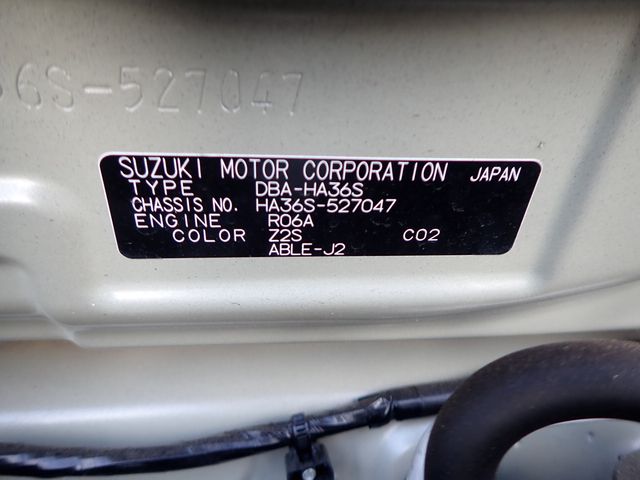 6S-527047
SUZUKI MOTOR CORPORATION JAPAN
TYPE DBA-HA36S
CHASSIS NO. HA36S-527047
ENGINE R06A
COLOR Z2S C02
ABLE-J2